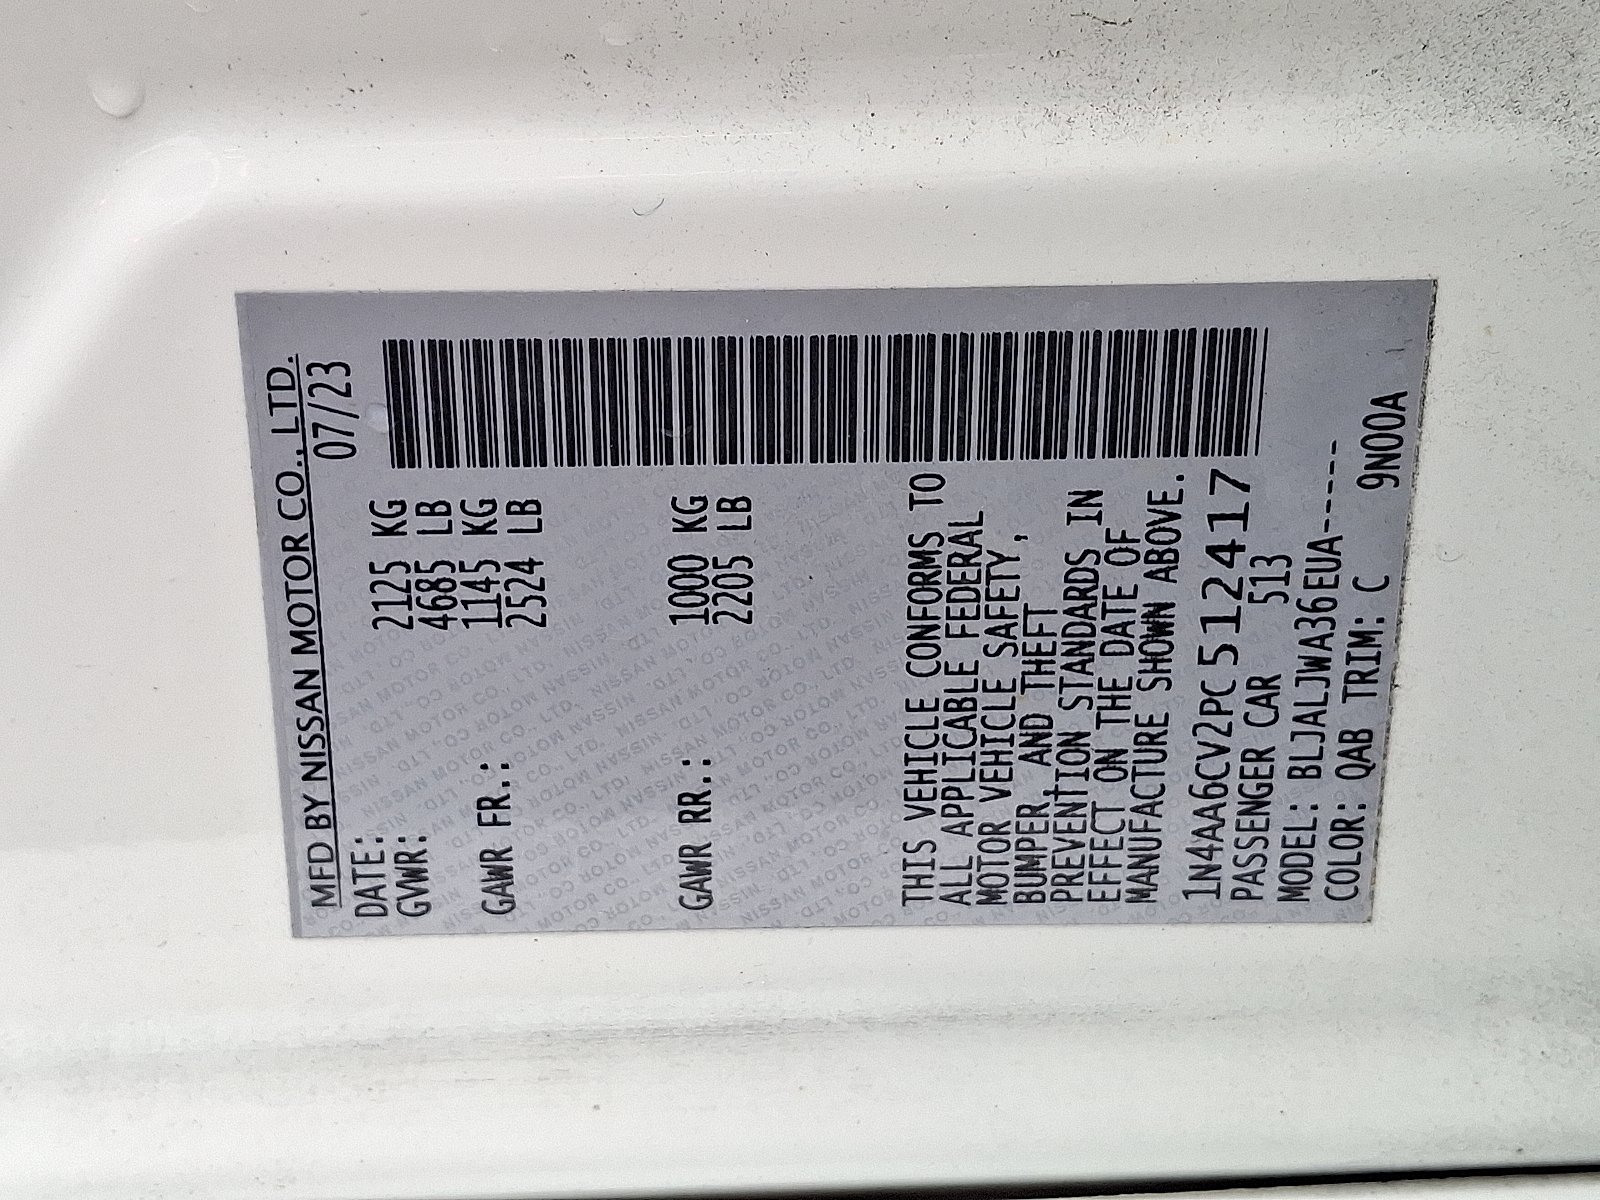 MFD BY NISSAN MOTOR CO., LTD.
DATE: 07/23
GVWR: 2125 KG
4685 LB
GAWR FR.: 1145 KG
2524 LB
GAWR RR.: 1000 KG
2205 LB
THIS VEHICLE CONFORMS TO
ALL APPLICABLE FEDERAL
MOTOR VEHICLE SAFETY,
BUMPER, AND THEFT
PREVENTION STANDARDS IN
EFFECT ON THE DATE OF
MANUFACTURE SHOWN ABOVE.
1N4AA6CV2PC512417
PASSENGER CAR 513
MODEL: BLJALJWA36EUA-----
COLOR: QAB TRIM: C 9N00A